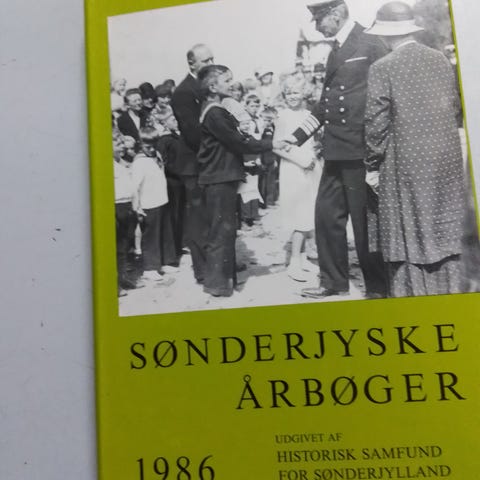 SØNDERJYSKE
ÅRBØGER
1986
UDGIVET AF
HISTORISK SAMFUND
FOR SØNDERJYLLAND